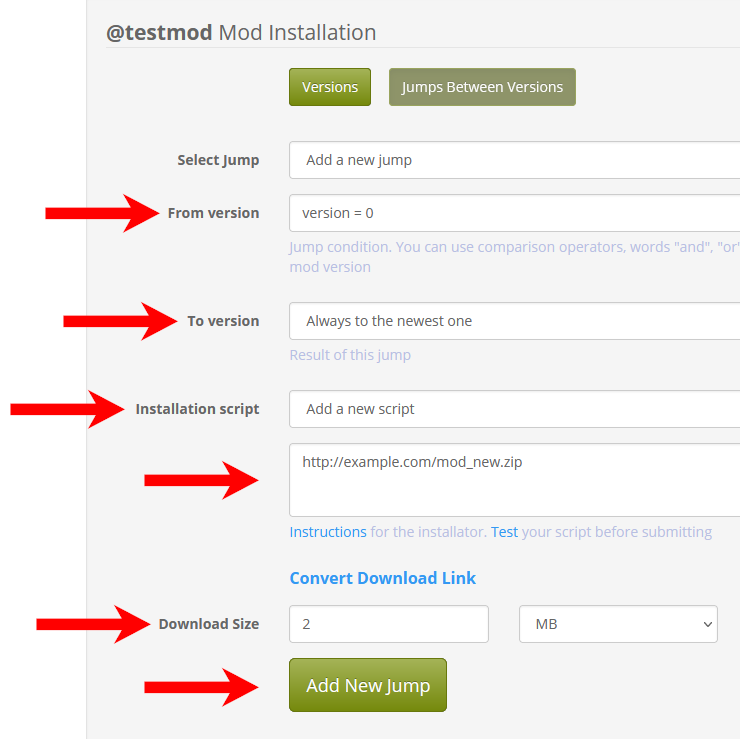 @testmod Mod Installation
Versions
Jumps Between Versions
Select Jump
Add a new jump
From version
version = 0
Jump condition. You can use comparison operators, words "and", "or"
mod version
To version
Always to the newest one
Result of this jump
Installation script
Add a new script
http://example.com/mod_new.zip
Instructions for the installator. Test your script before submitting
Convert Download Link
Download Size
2
MB
Add New Jump